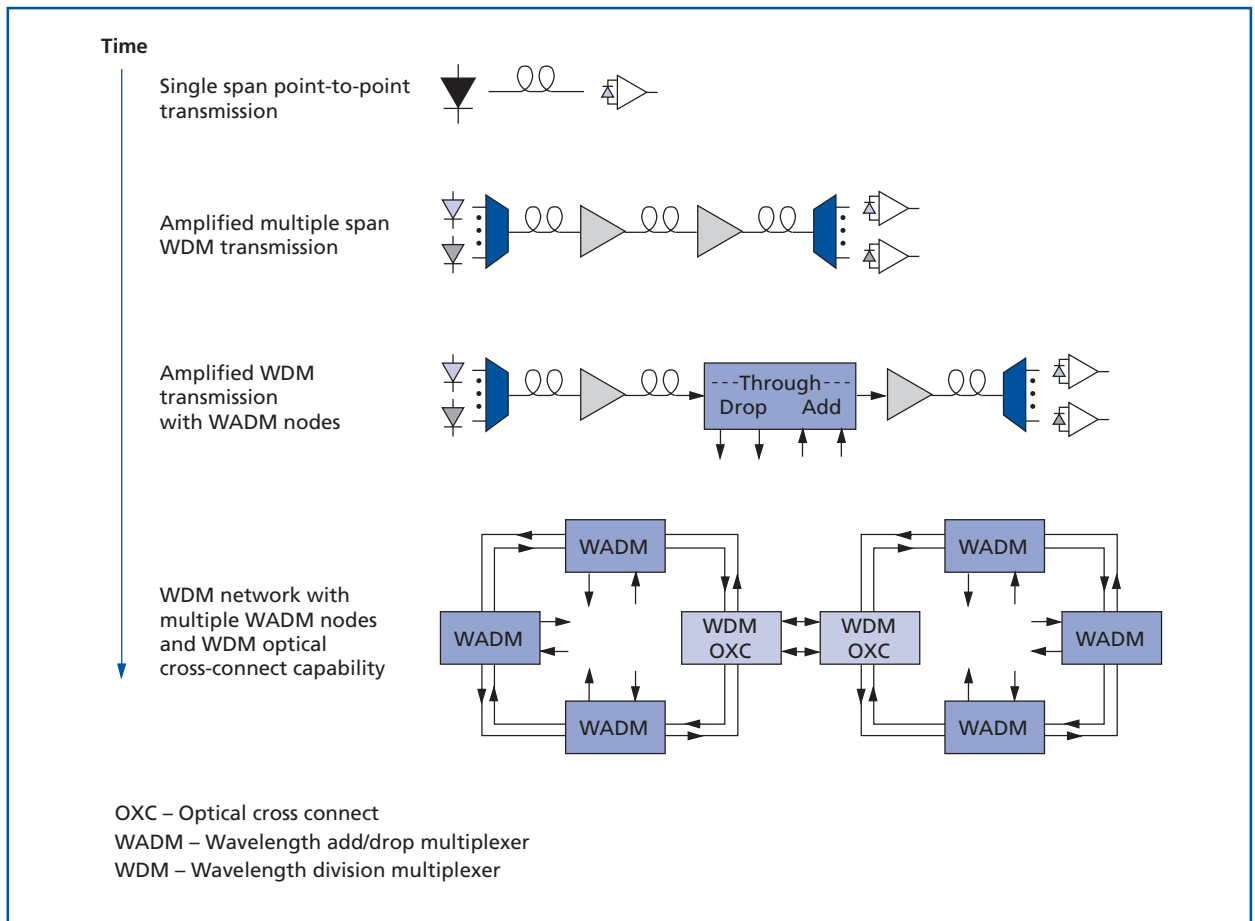 Time
Single span point-to-point
transmission
Amplified multiple span
WDM transmission
Amplified WDM
transmission
with WADM nodes
---Through---
Drop Add
WDM network with
multiple WADM nodes
and WDM optical
cross-connect capability
WADM
WADM
WADM
WDM
OXC
WDM
OXC
WADM
WADM
WADM
OXC – Optical cross connect
WADM – Wavelength add/drop multiplexer
WDM – Wavelength division multiplexer